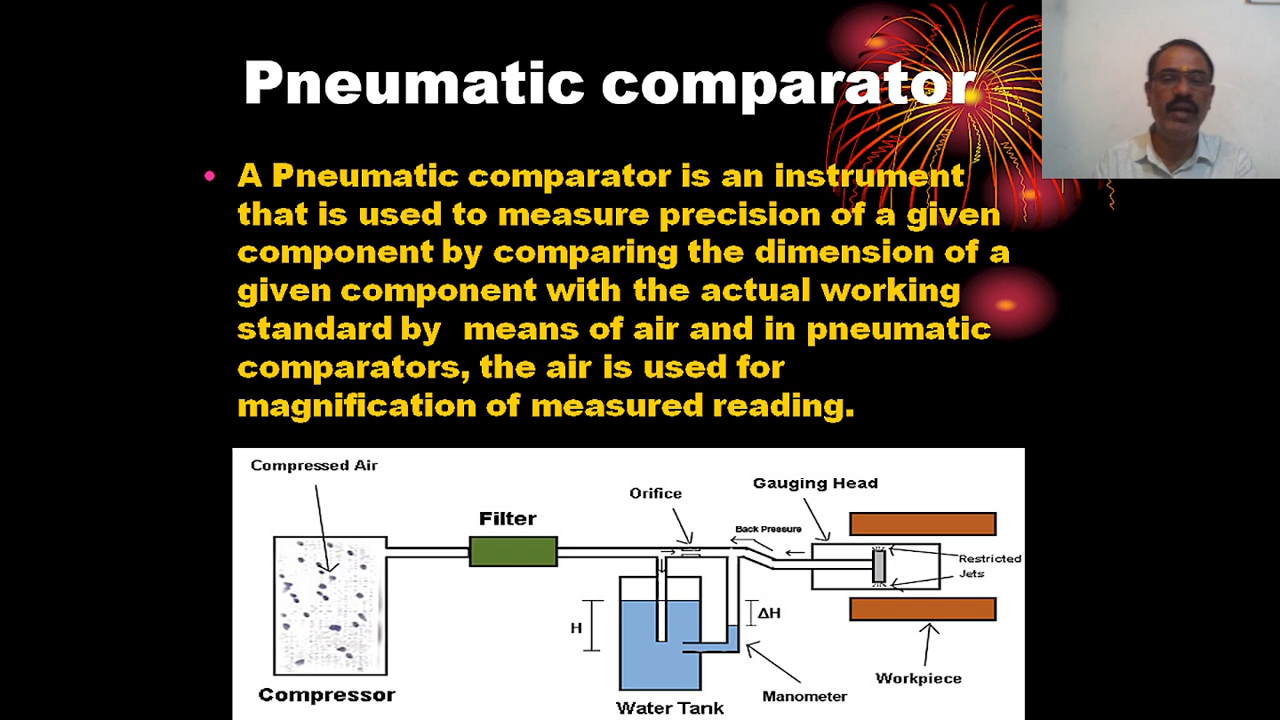 Pneumatic comparator
• A Pneumatic comparator is an instrument
that is used to measure precision of a given
component by comparing the dimension of a
given component with the actual working
standard by means of air and in pneumatic
comparators, the air is used for
magnification of measured reading.
Compressed Air
Gauging Head
Orifice
Filter
Back Pressure
Restricted
Jets
H
ΔH
Workpiece
Compressor
Manometer
Water Tank